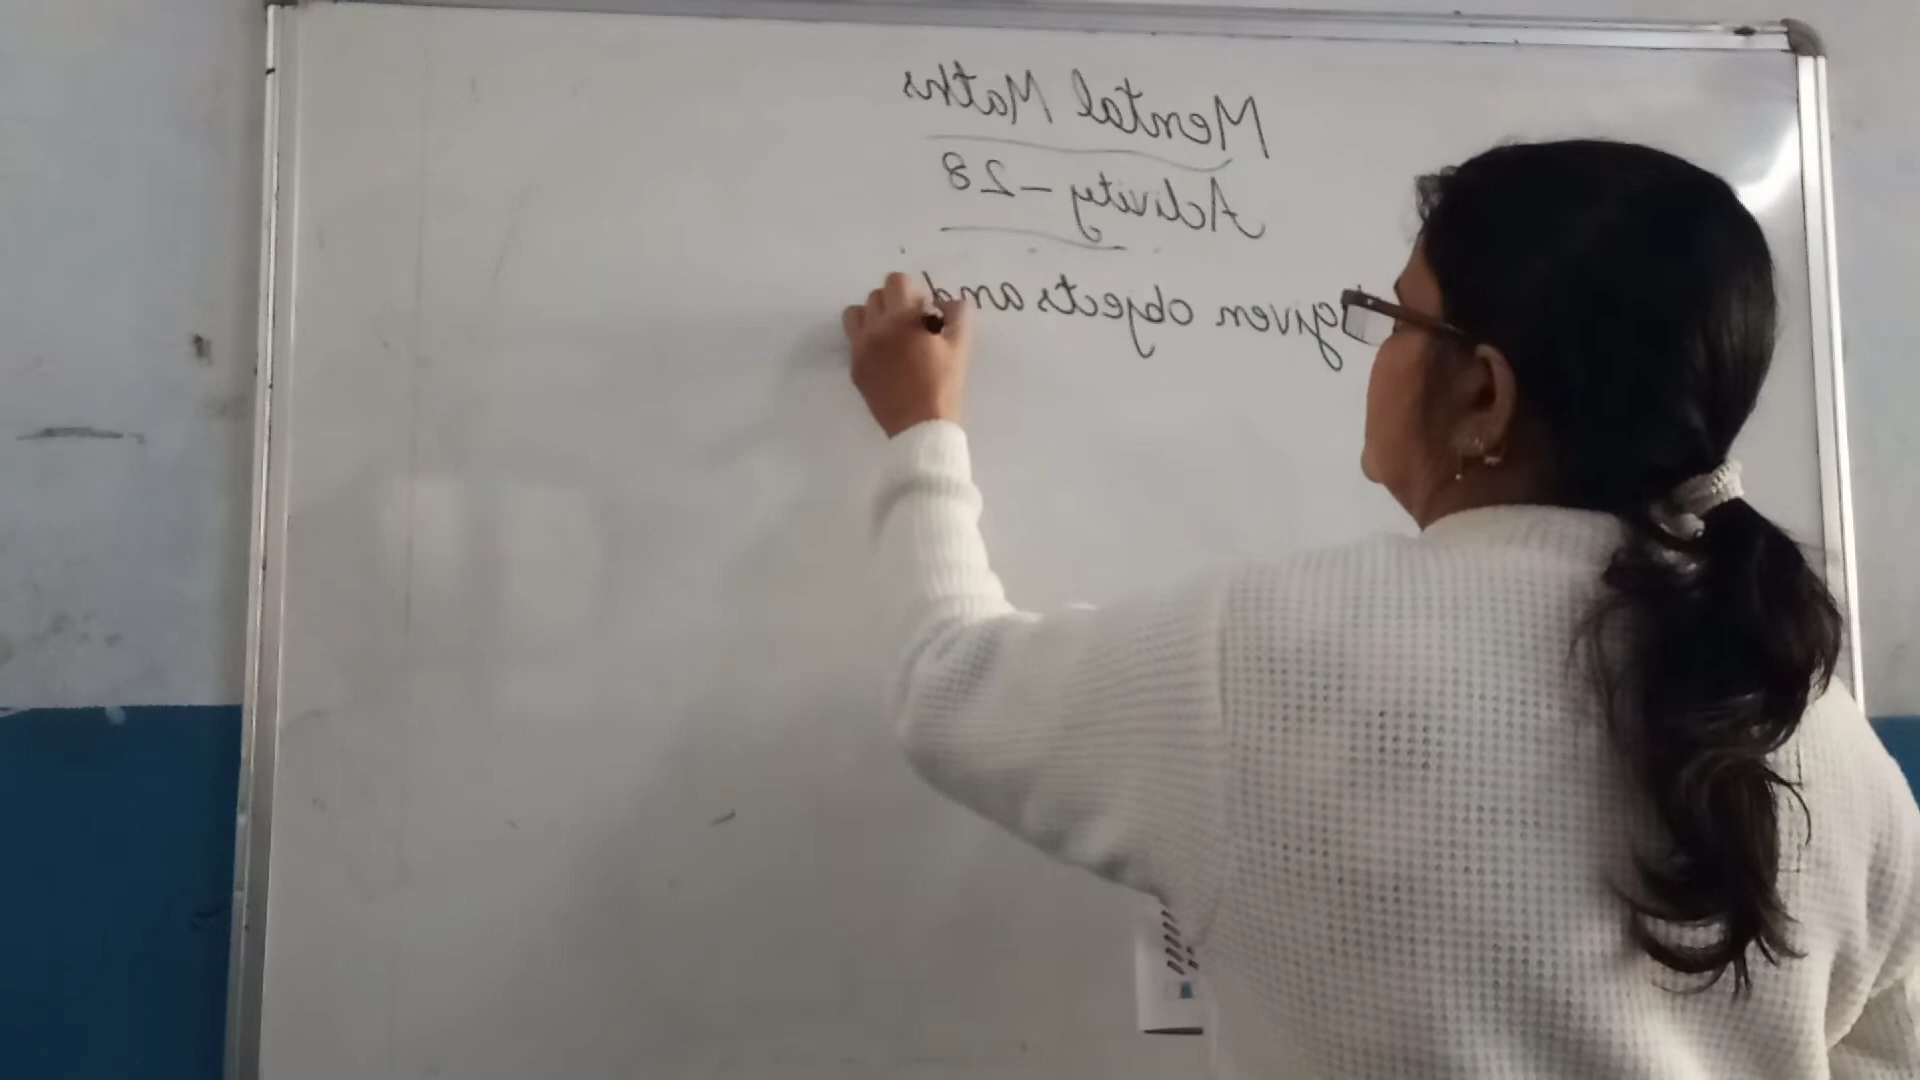 Mental Maths
Activity-28
given objects and